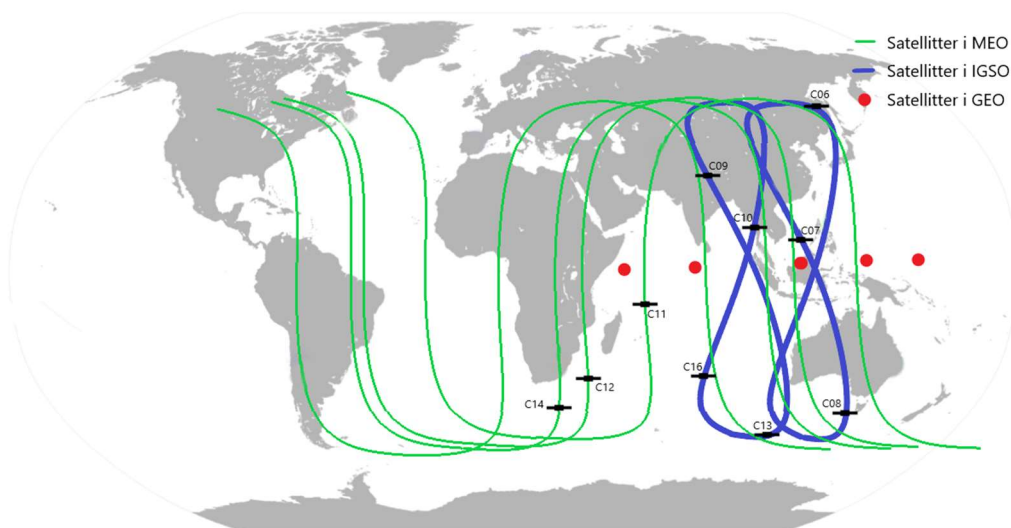 Satellitter i MEO
Satellitter i IGSO
Satellitter i GEO
C06
C09
C10
C07
C11
C16
C12
C14
C08
C13